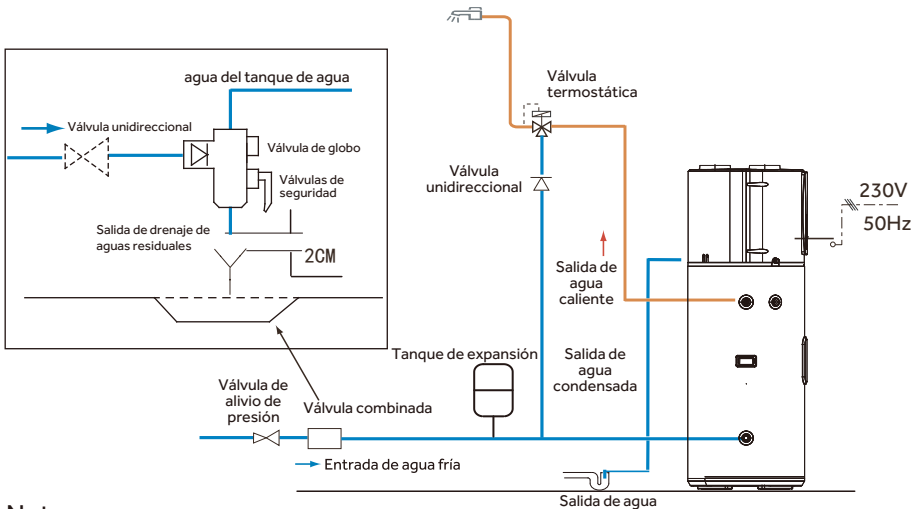 agua del tanque de agua
Válvula unidireccional
Válvula de globo
Válvulas de
seguridad
Salida de drenaje de
aguas residuales
2CM
Válvula
termostática
Válvula
unidireccional
230V
50Hz
Salida de
agua
caliente
Tanque de expansión
Salida de
agua
condensada
Válvula de
alivio de
presión
Válvula combinada
Entrada de agua fría
Salida de agua